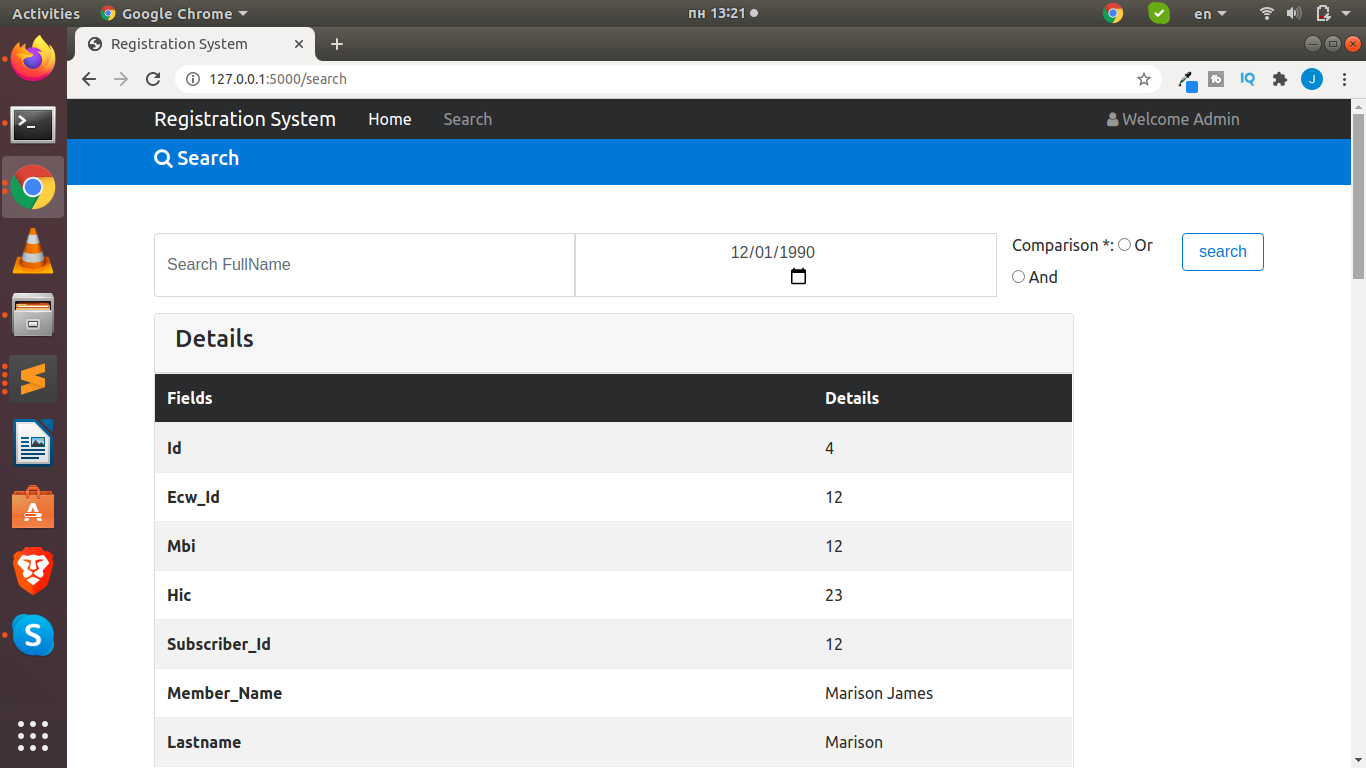 Activities Google Chrome пн 13:21 en
Registration System
127.0.0.1:5000/search
Registration System Home Search Welcome Admin
Search
Search FullName 12/01/1990 Comparison *: Or search
And
Details
Fields Details
Id 4
Ecw_Id 12
Mbi 12
Hic 23
Subscriber_Id 12
Member_Name Marison James
Lastname Marison